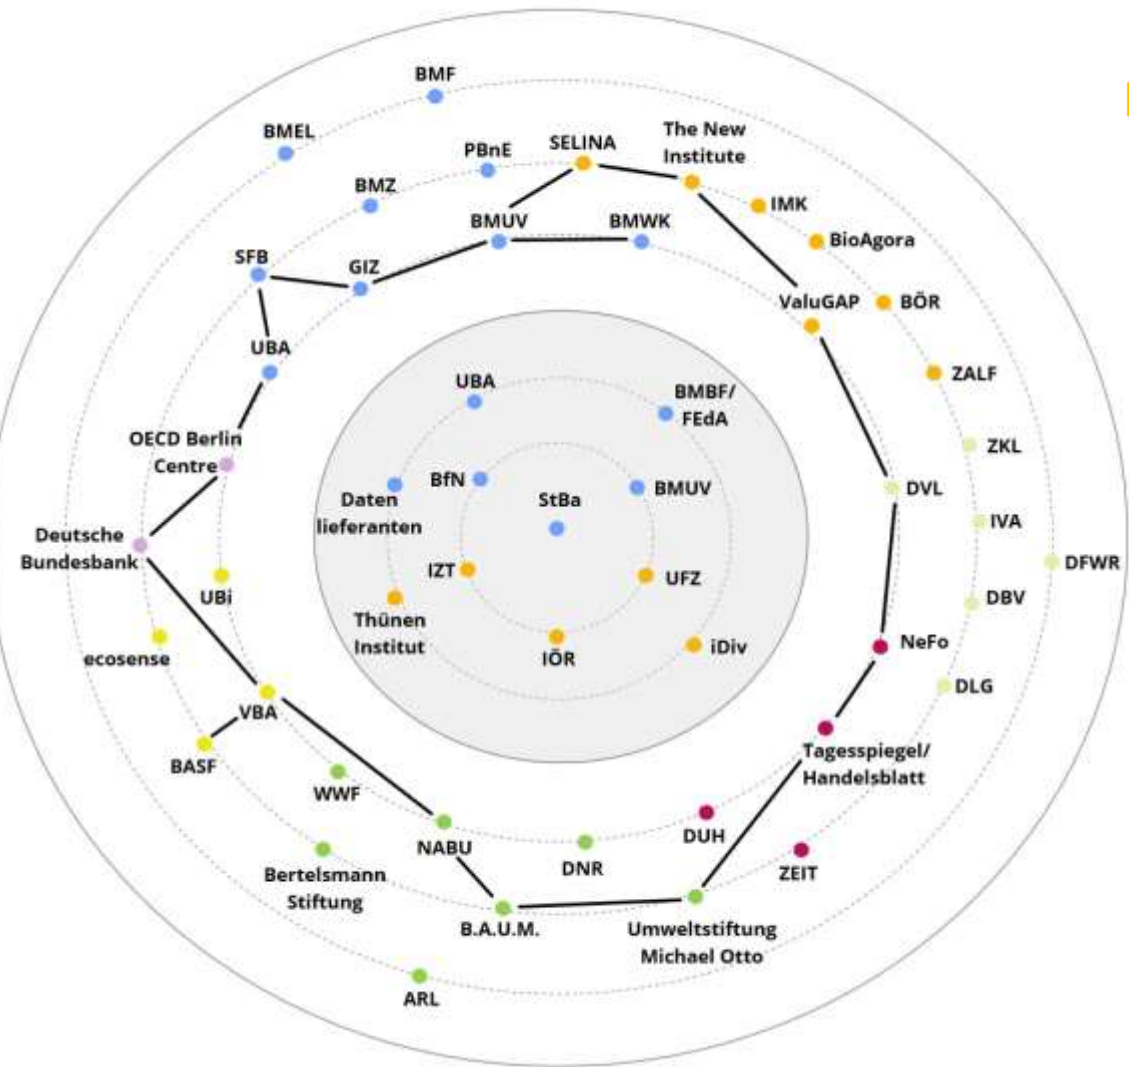 BMF
BMEL
The New
Institute
SELINA
PBnE
BMZ
IMK
BMUV
BMWK
BioAgora
SFB
GIZ
ValuGAP
BÖR
UBA
ZALF
UBA
BMBF/
FEdA
OECD Berlin
Centre
ZKL
BfN
BMUV
DVL
Daten
lieferanten
StBa
IVA
Deutsche
Bundesbank
DFWR
IZT
UFZ
UBi
DBV
Thünen
Institut
NeFo
iDiv
ecosense
IÖR
DLG
VBA
Tagesspiegel/
Handelsblatt
BASF
WWF
DUH
NABU
DNR
ZEIT
Bertelsmann
Stiftung
B.A.U.M.
Umweltstiftung
Michael Otto
ARL